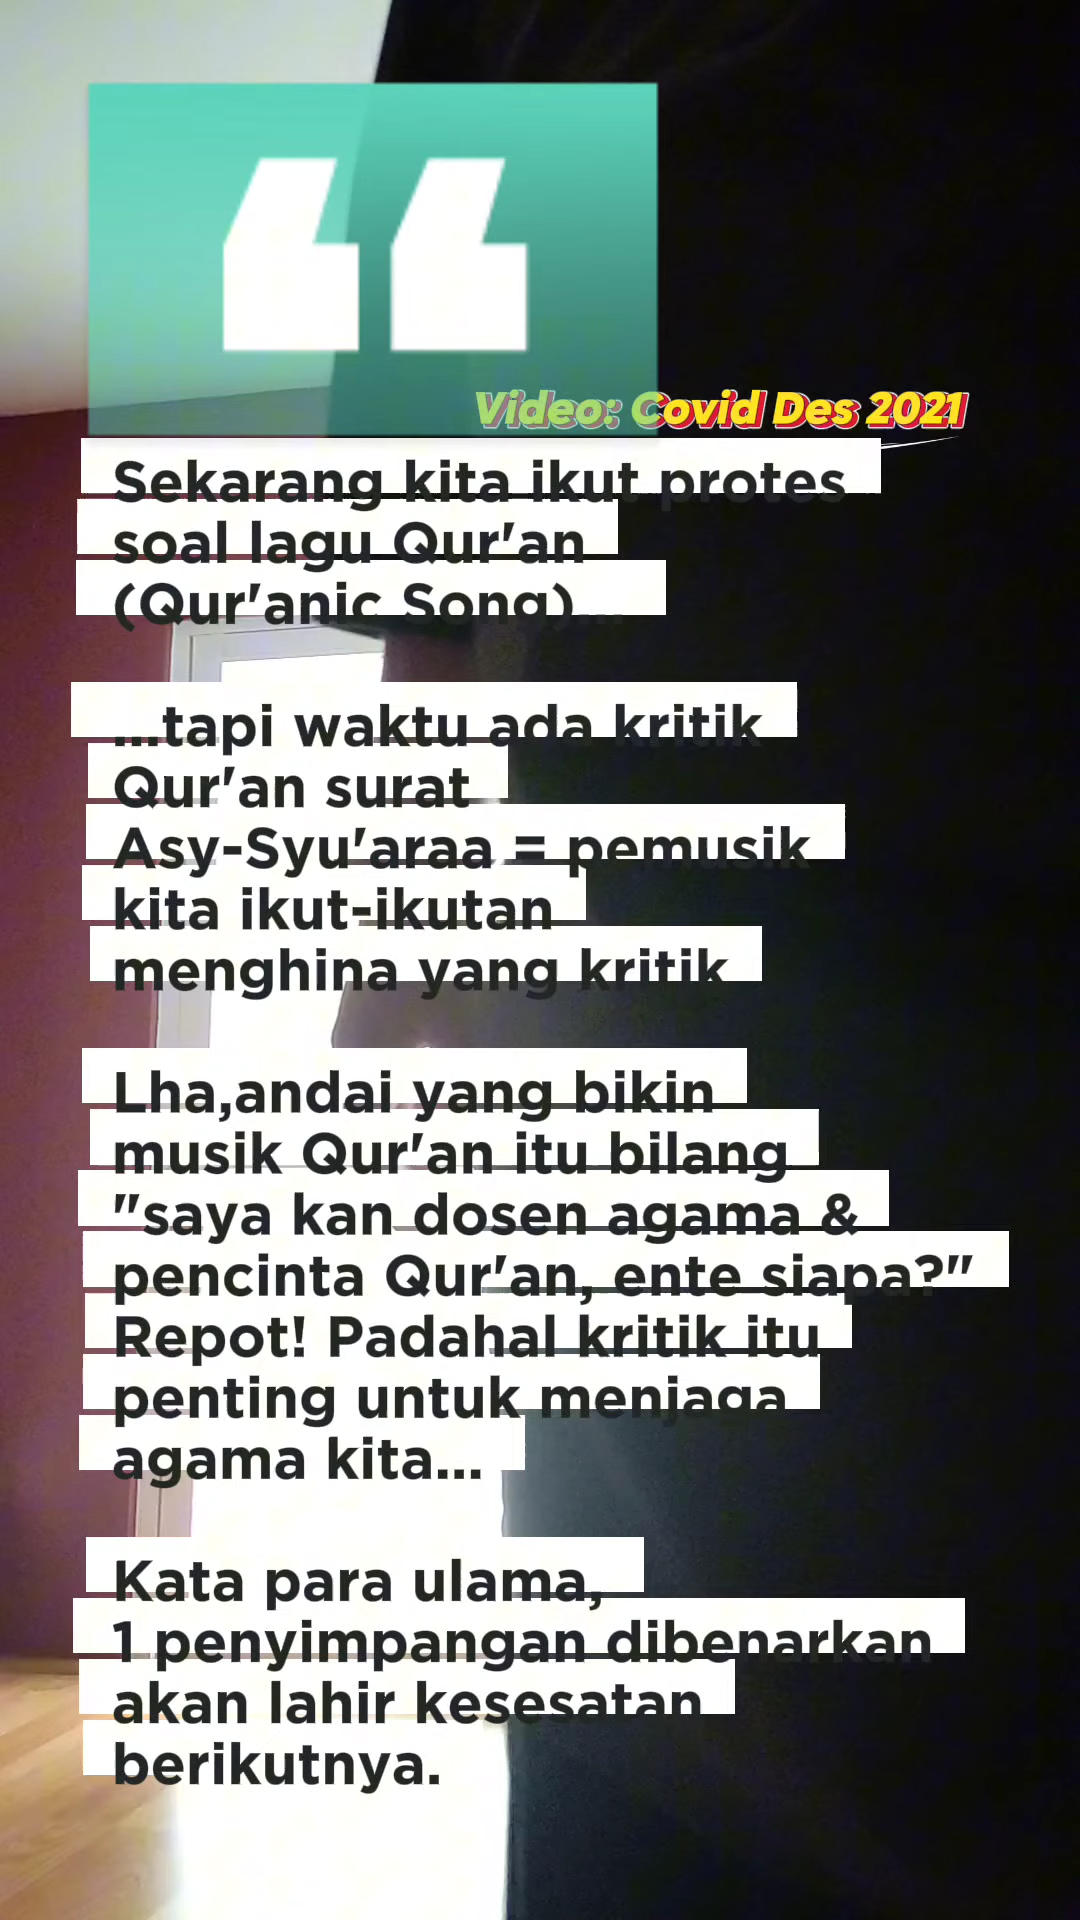 Video: Covid Des 2021
Sekarang kita ikut protes
soal lagu Qur'an
(Qur'anic Song)...
...tapi waktu ada kritik
Qur'an surat
Asy-Syu'araa = pemusik
kita ikut-ikutan
menghina yang kritik
Lha,andai yang bikin
musik Qur'an itu bilang
"saya kan dosen agama &
pencinta Qur'an, ente siapa?"
Repot! Padahal kritik itu
penting untuk menjaga
agama kita...
Kata para ulama,
1 penyimpangan dibenarkan
akan lahir kesesatan
berikutnya.